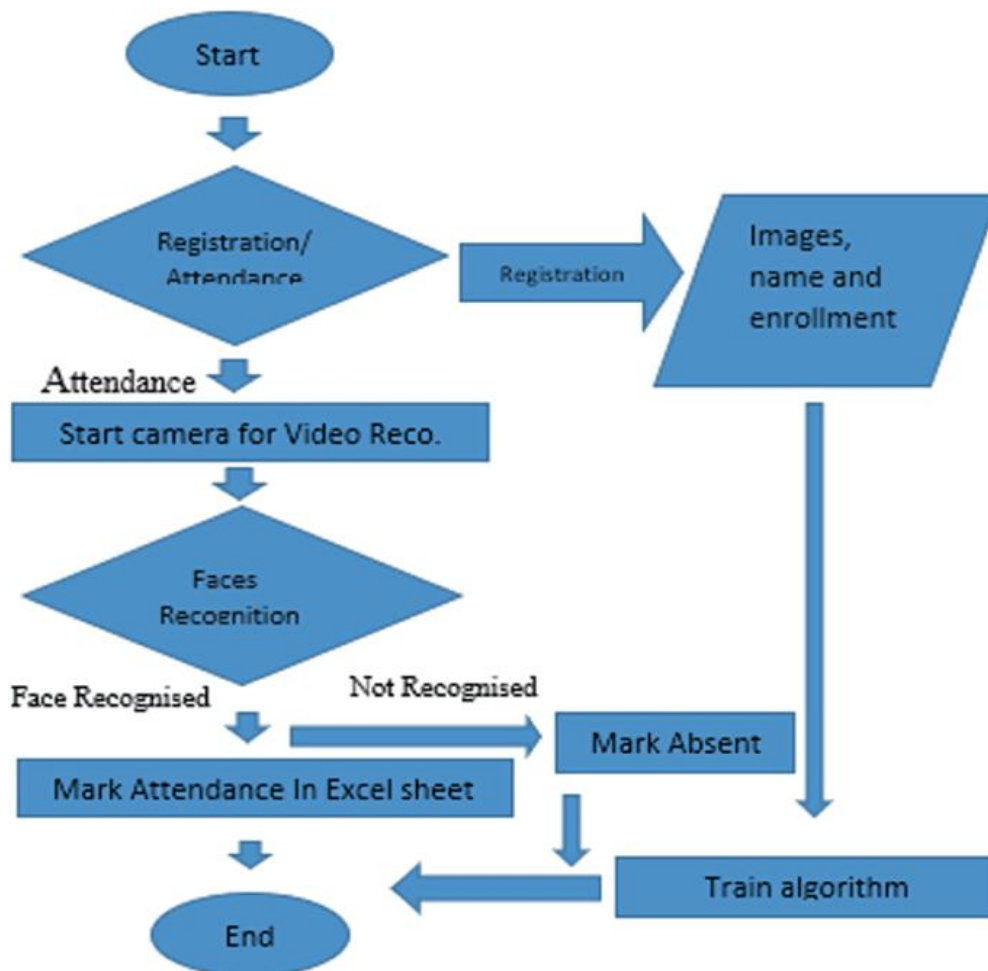 Start
Registration/
Attendance
Registration
Images,
name and
enrollment
Attendance
Start camera for Video Reco.
Faces
Recognition
Face Recognised
Not Recognised
Mark Absent
Mark Attendance In Excel sheet
Train algorithm
End